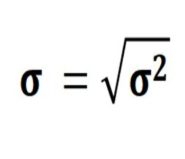 σ = √σ²